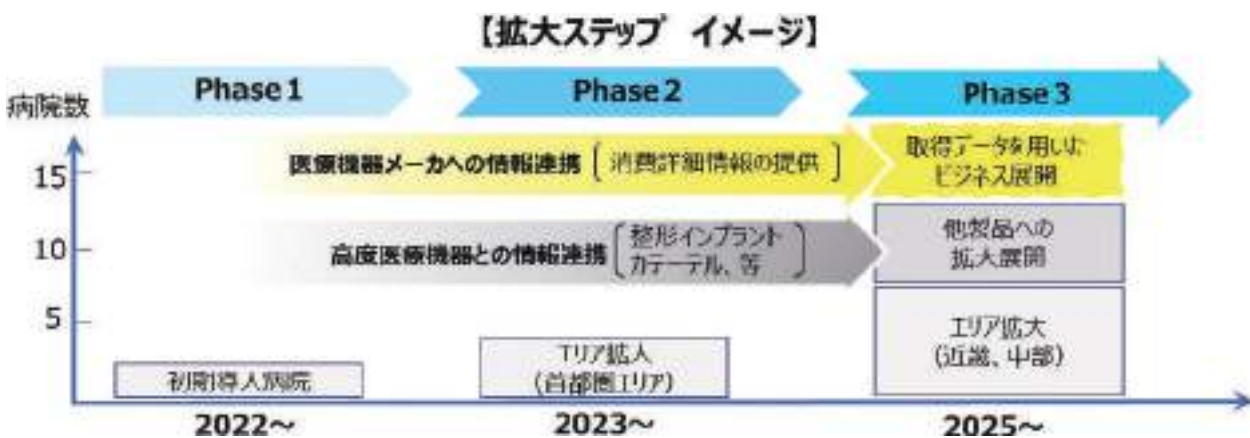 【拡大ステップ イメージ】
Phase 1
Phase 2
Phase 3
病院数
15
10
5
医療機器メーカへの情報連携
消費詳細情報の提供
取得データを用いた
ビジネス展開
高度医療機器との情報連携
整形インプラント
カテーテル、等
他製品への
拡大展開
エリア拡大
(近畿、中部)
エリア拡大
(首都圏エリア)
初期導入病院
2022～
2023～
2025～